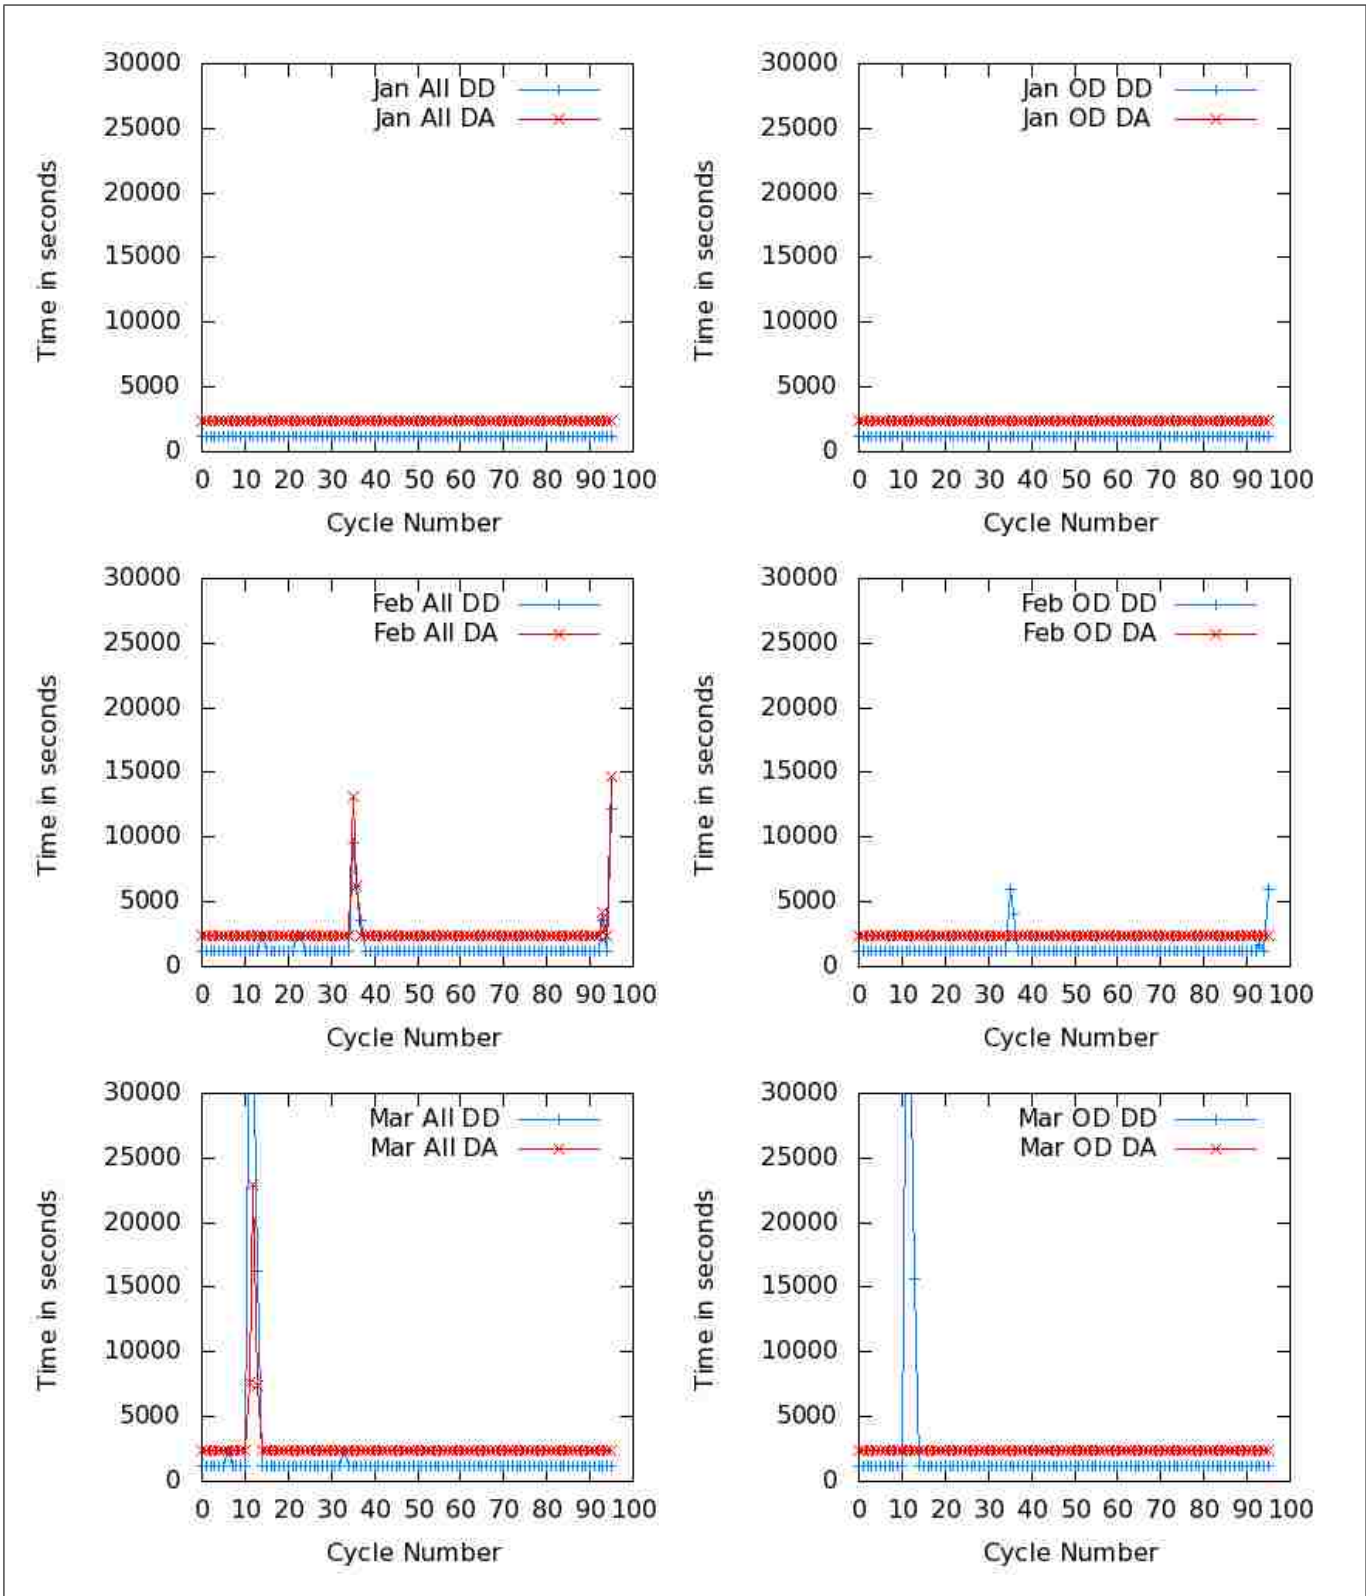 30000
25000
20000
15000
10000
5000
0
Time in seconds
Jan All DD
Jan All DA
0 10 20 30 40 50 60 70 80 90 100
Cycle Number
30000
25000
20000
15000
10000
5000
0
Time in seconds
Jan OD DD
Jan OD DA
0 10 20 30 40 50 60 70 80 90 100
Cycle Number
30000
25000
20000
15000
10000
5000
0
Time in seconds
Feb All DD
Feb All DA
0 10 20 30 40 50 60 70 80 90 100
Cycle Number
30000
25000
20000
15000
10000
5000
0
Time in seconds
Feb OD DD
Feb OD DA
0 10 20 30 40 50 60 70 80 90 100
Cycle Number
30000
25000
20000
15000
10000
5000
0
Time in seconds
Mar All DD
Mar All DA
0 10 20 30 40 50 60 70 80 90 100
Cycle Number
30000
25000
20000
15000
10000
5000
0
Time in seconds
Mar OD DD
Mar OD DA
0 10 20 30 40 50 60 70 80 90 100
Cycle Number